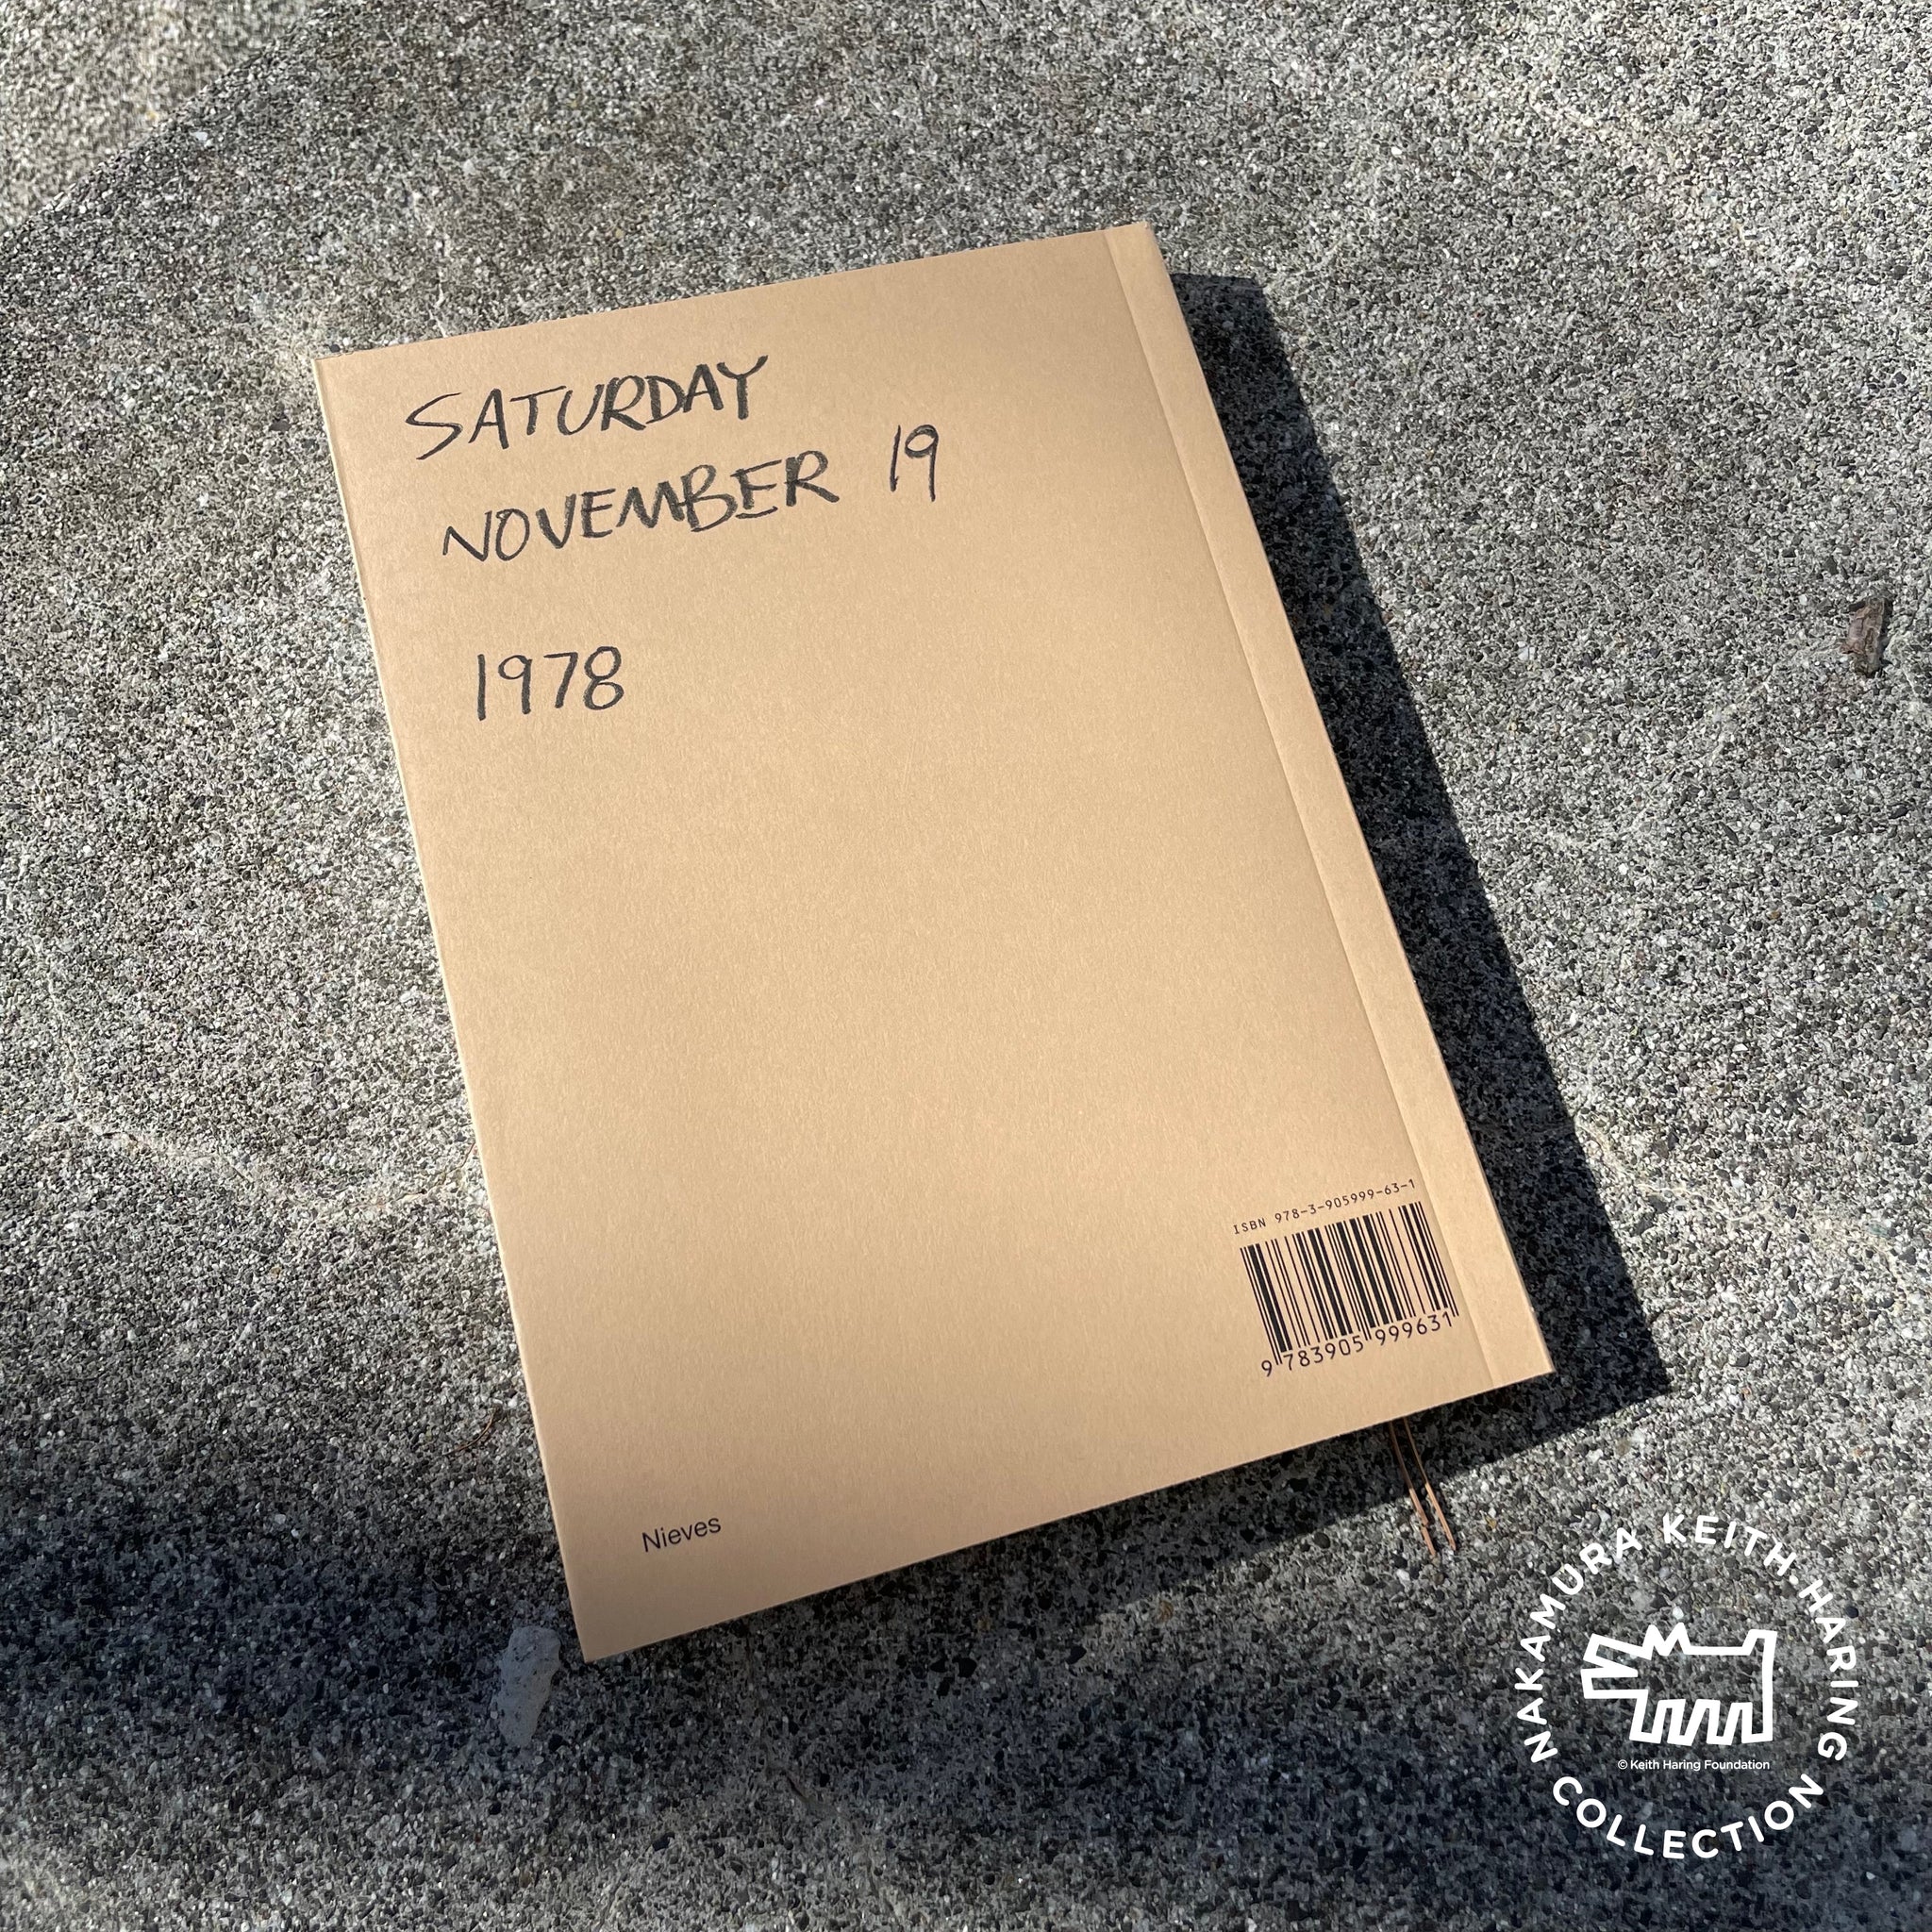 SATURDAY
NOVEMBER 19
1978
ISBN 978-3-905999-63-1
9 783905 999631
Nieves
NAKAMURA KEITH HARING COLLECTION
© Keith Haring Foundation